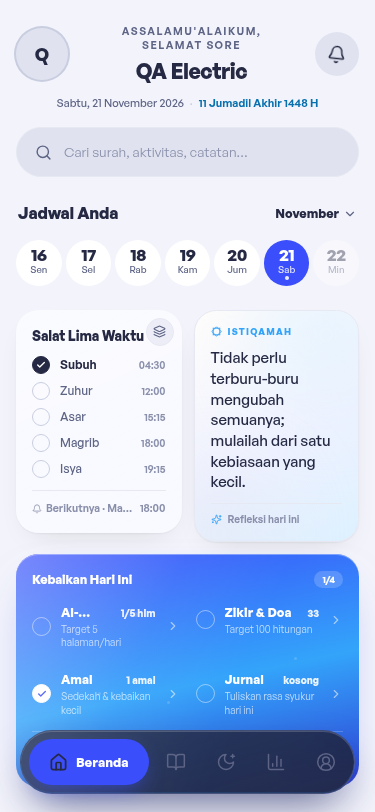 Q
ASSALAMU'ALAIKUM,
SELAMAT SORE
QA Electric
Sabtu, 21 November 2026 · 11 Jumadil Akhir 1448 H
Cari surah, aktivitas, catatan...
Jadwal Anda
November
16 17 18 19 20 21 22
Sen Sel Rab Kam Jum Sab Min
Salat Lima Waktu
Subuh 04:30
Zuhur 12:00
Asar 15:15
Magrib 18:00
Isya 19:15
Berikutnya · Ma... 18:00
ISTIQAMAH
Tidak perlu
terburu-buru
mengubah
semuanya;
mulailah dari satu
kebiasaan yang
kecil.
Refleksi hari ini
Kebaikan Hari Ini 1/4
Al-... 1/5 hlm
Target 5
halaman/hari
Zikir & Doa 33
Target 100 hitungan
Amal 1 amal
Sedekah & kebaikan
kecil
Jurnal kosong
Tuliskan rasa syukur
hari ini
Beranda